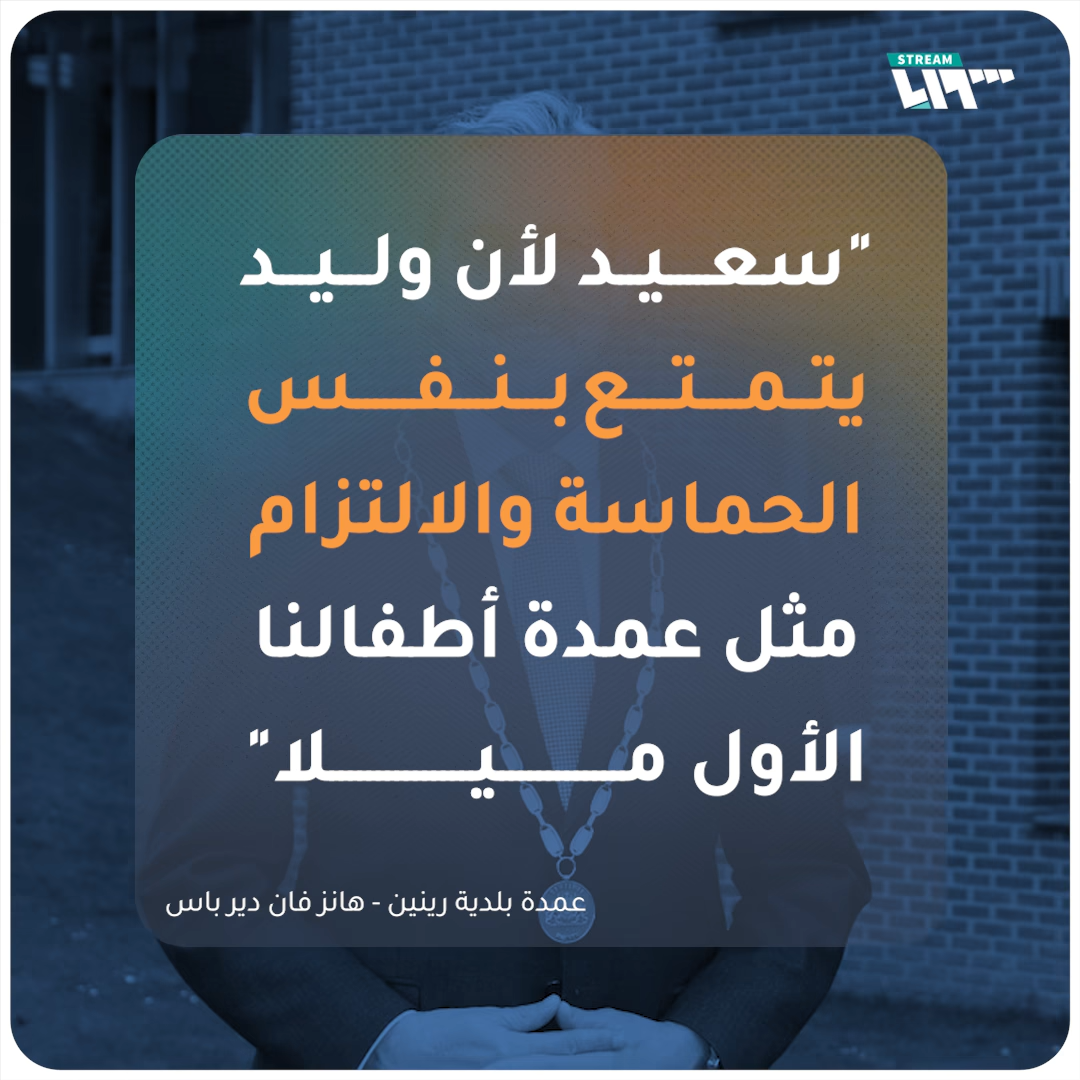 STREAM
"سعيد لأن وليد
يتمتع بنفس
الحماسة والالتزام
مثل عمدة أطفالنا
الأول ميلا"
عمدة بلدية رينين - هانز فان دير باس